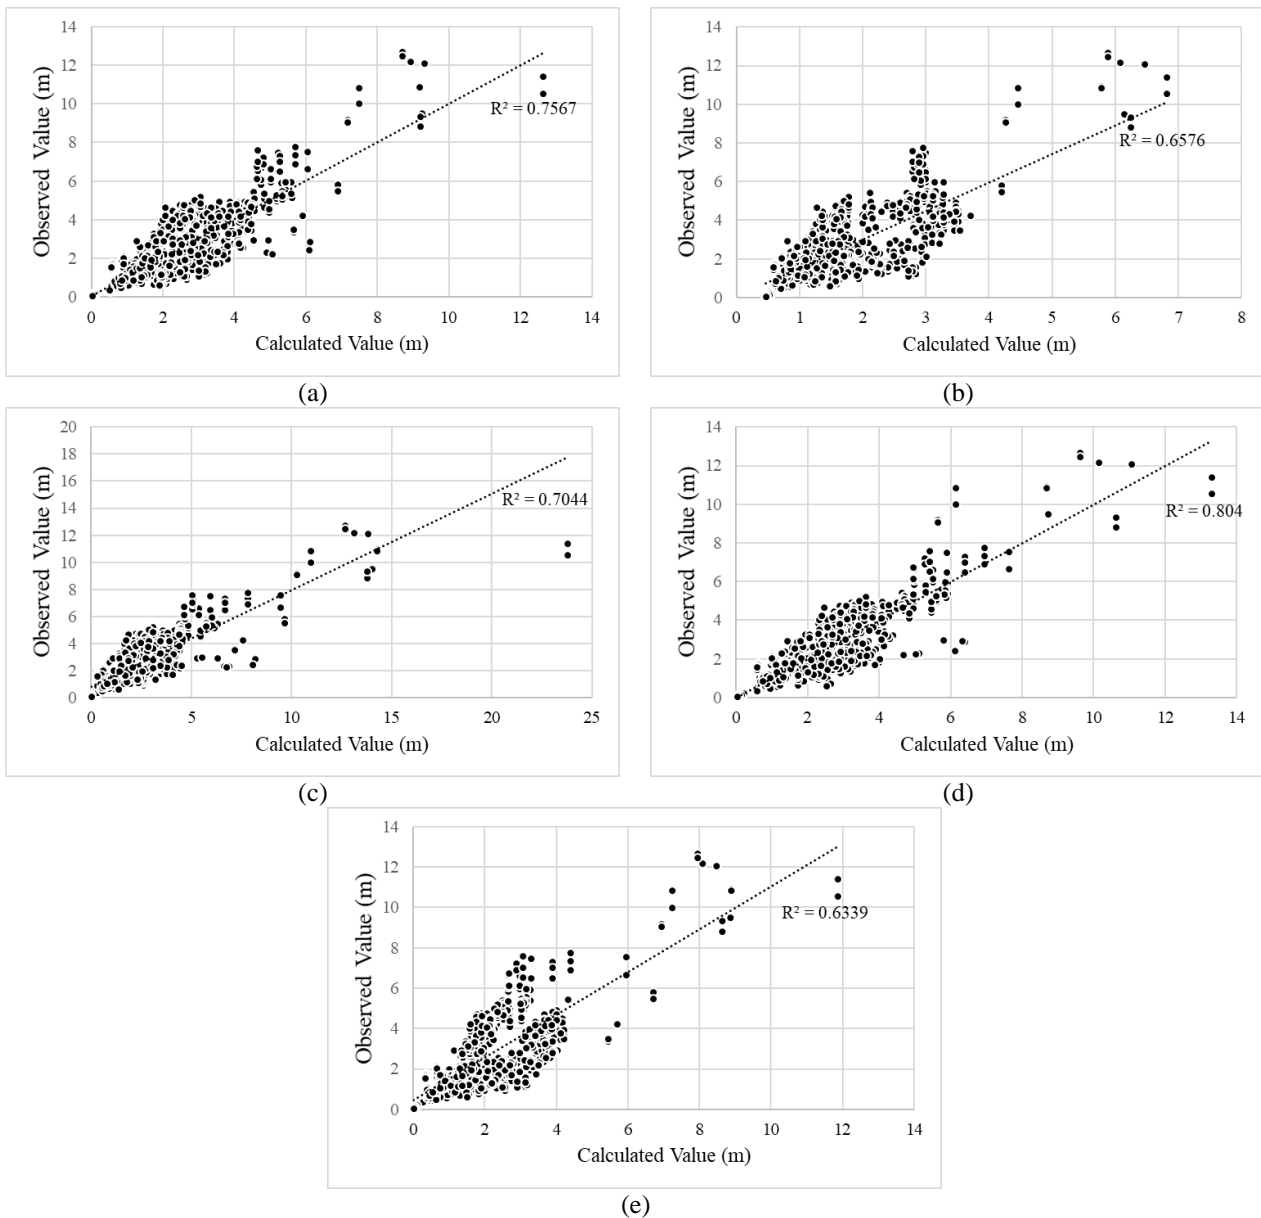 14
12
10
8
6
4
2
0
Observed Value (m)
R² = 0.7567
0 2 4 6 8 10 12 14
Calculated Value (m)
(a)
14
12
10
8
6
4
2
0
Observed Value (m)
R² = 0.6576
0 1 2 3 4 5 6 7 8
Calculated Value (m)
(b)
20
18
16
14
12
10
8
6
4
2
0
Observed Value (m)
R² = 0.7044
0 5 10 15 20 25
Calculated Value (m)
(c)
14
12
10
8
6
4
2
0
Observed Value (m)
R² = 0.804
0 2 4 6 8 10 12 14
Calculated Value (m)
(d)
14
12
10
8
6
4
2
0
Observed Value (m)
R² = 0.6339
0 2 4 6 8 10 12 14
Calculated Value (m)
(e)